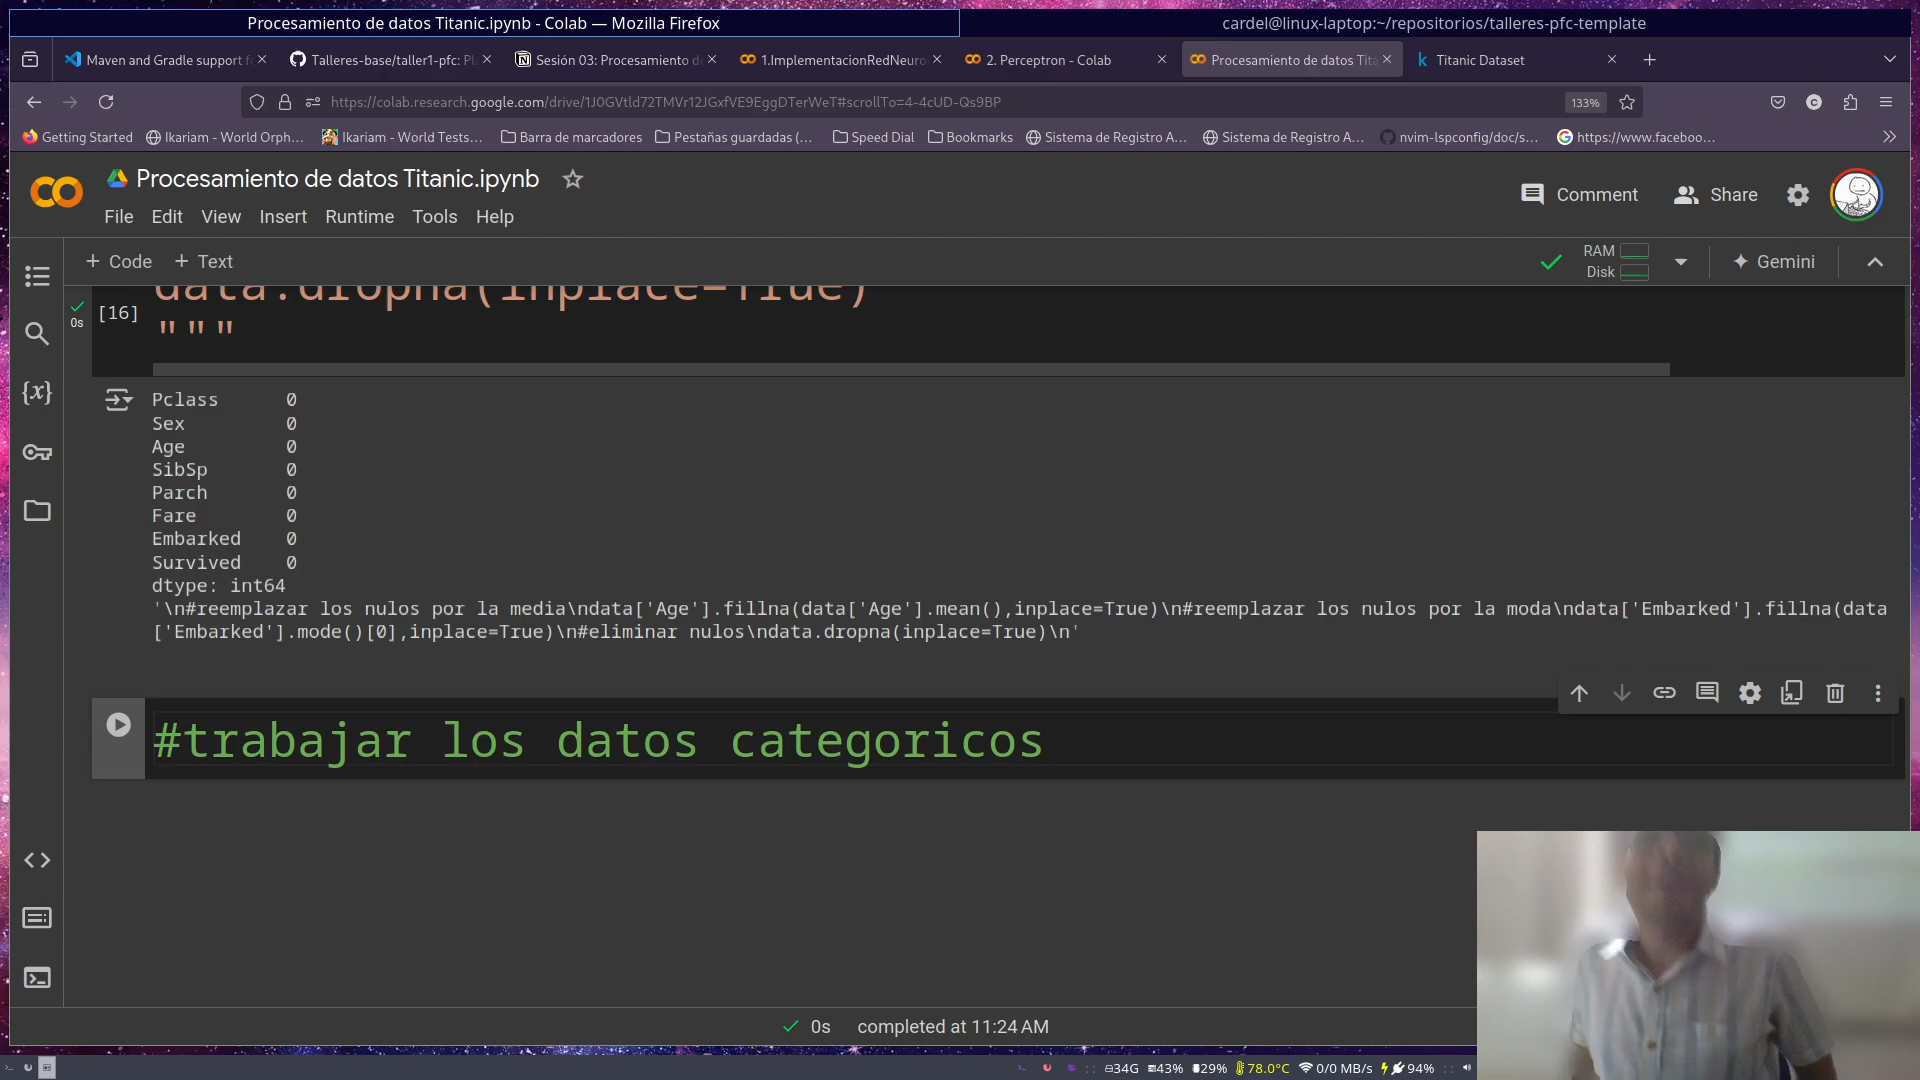 Procesamiento de datos Titanic.ipynb - Colab — Mozilla Firefox
cardel@linux-laptop:~/repositorios/talleres-pfc-template
Maven and Gradle support f
Talleres-base/taller1-pfc: Pl
Sesión 03: Procesamiento de
1.ImplementacionRedNeuro
2. Perceptron - Colab
Procesamiento de datos Tita
Titanic Dataset
https://colab.research.google.com/drive/1J0GVtld72TMVr12JGxfVE9EggDTerWeT#scrollTo=4-4cUD-Qs9BP
133%
Getting Started
Ikariam - World Orph...
Ikariam - World Tests...
Barra de marcadores
Pestañas guardadas (...
Speed Dial
Bookmarks
Sistema de Registro A...
Sistema de Registro A...
nvim-lspconfig/doc/s...
https://www.faceboo...
Procesamiento de datos Titanic.ipynb
Comment
Share
File Edit View Insert Runtime Tools Help
+ Code + Text
RAM
Disk
Gemini
data.dropna(inplace=True)
[16]
0s
"""
Pclass 0
Sex 0
Age 0
SibSp 0
Parch 0
Fare 0
Embarked 0
Survived 0
dtype: int64
'\n#reemplazar los nulos por la media\ndata['Age'].fillna(data['Age'].mean(),inplace=True)\n#reemplazar los nulos por la moda\ndata['Embarked'].fillna(data
['Embarked'].mode()[0],inplace=True)\n#eliminar nulos\ndata.dropna(inplace=True)\n'
#trabajar los datos categoricos
0s completed at 11:24 AM
34G 43% 29% 78.0°C 0/0 MB/s 94%